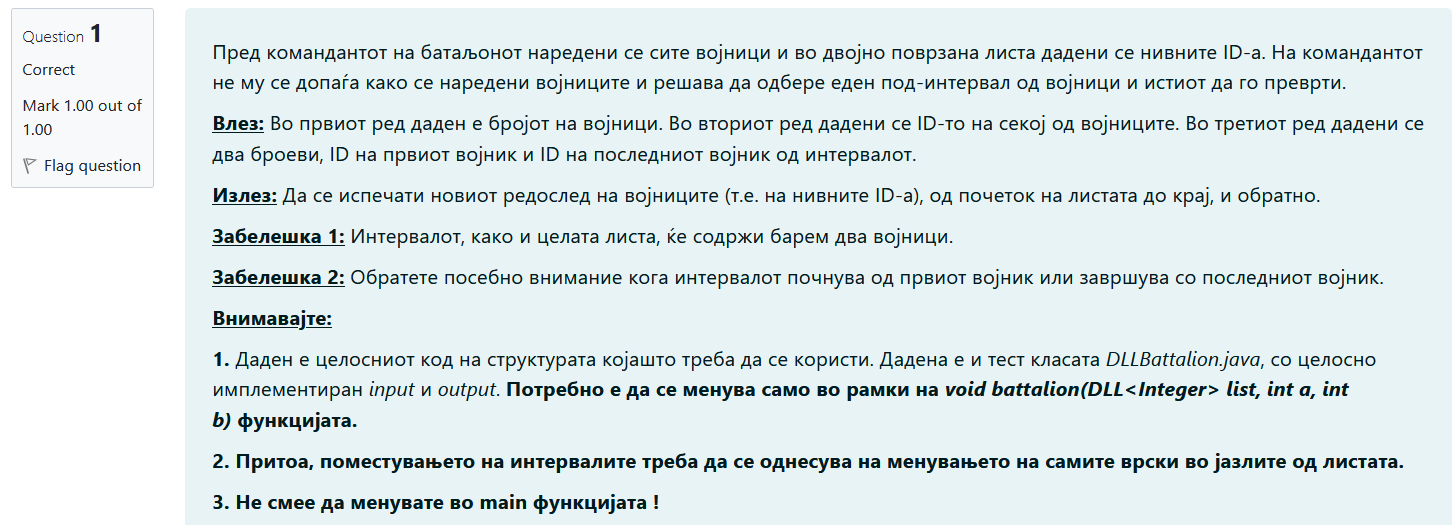 Question 1
Correct
Mark 1.00 out of
1.00
Flag question
Пред командантот на батаљонот наредени се сите војници и во двојно поврзана листа дадени се нивните ID-а. На командантот
не му се допаѓа како се наредени војниците и решава да одбере еден под-интервал од војници и истиот да го преврти.
Влез: Во првиот ред даден е бројот на војници. Во вториот ред дадени се ID-то на секој од војниците. Во третиот ред дадени се
два броеви, ID на првиот војник и ID на последниот војник од интервалот.
Излез: Да се испечати новиот редослед на војниците (т.е. на нивните ID-а), од почеток на листата до крај, и обратно.
Забелешка 1: Интервалот, како и целата листа, ќе содржи барем два војници.
Забелешка 2: Обратете посебно внимание кога интервалот почнува од првиот војник или завршува со последниот војник.
Внимавајте:
1. Даден е целосниот код на структурата којашто треба да се користи. Дадена е и тест класата DLLBattalion.java, со целосно
имплементиран input и output. Потребно е да се менува само во рамки на void battalion(DLL<Integer> list, int a, int
b) функцијата.
2. Притоа, поместувањето на интервалите треба да се однесува на менувањето на самите врски во јазлите од листата.
3. Не смее да менувате во main функцијата !